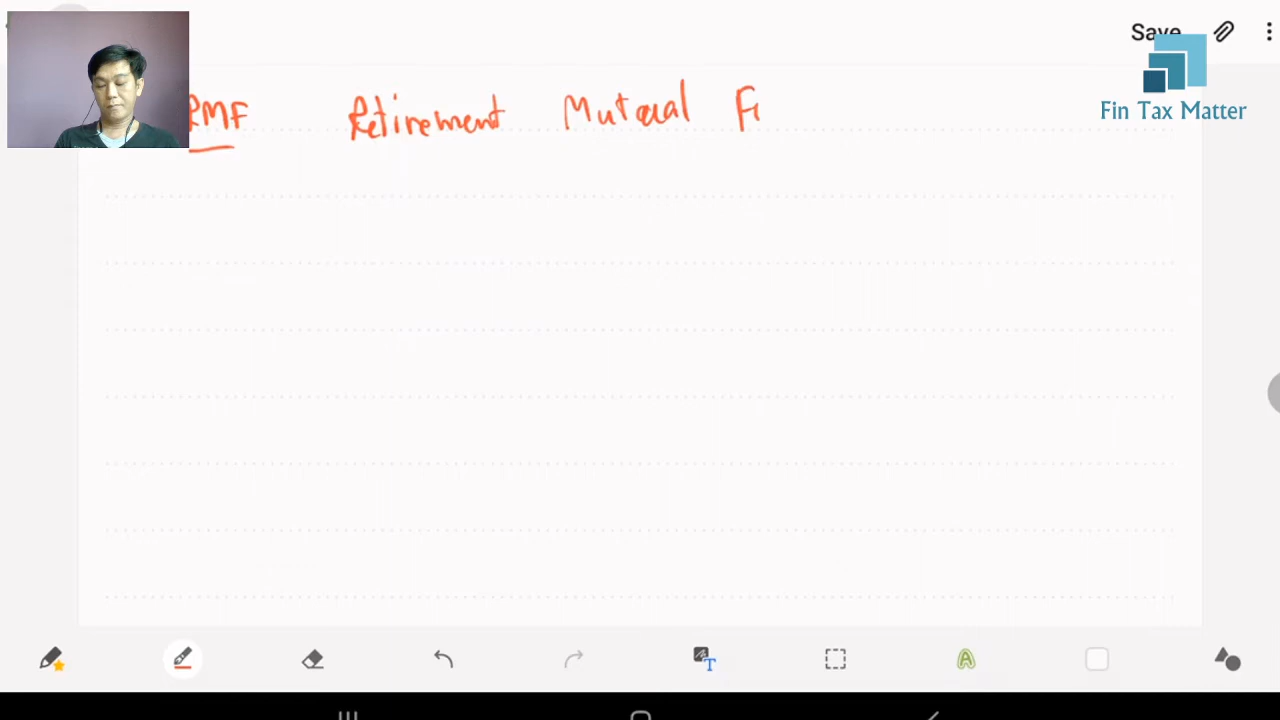 Save
Fin Tax Matter
RMF Retirement Mutual F
T
A